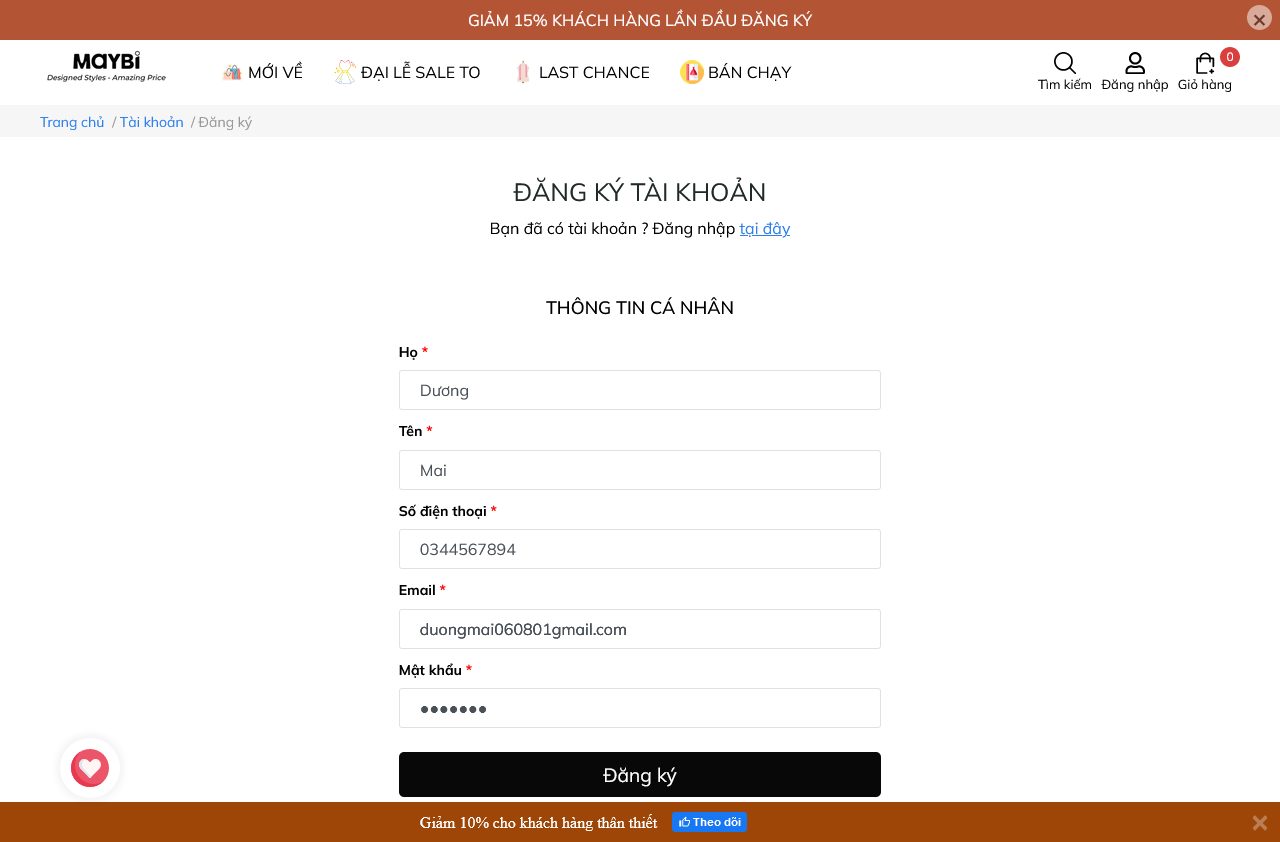 GIẢM 15% KHÁCH HÀNG LẦN ĐẦU ĐĂNG KÝ
MAYBI
Designed Styles - Amazing Price
MỚI VỀ
ĐẠI LỄ SALE TO
LAST CHANCE
BÁN CHẠY
Tìm kiếm
Đăng nhập
0
Giỏ hàng
Trang chủ / Tài khoản / Đăng ký
ĐĂNG KÝ TÀI KHOẢN
Bạn đã có tài khoản ? Đăng nhập tại đây
THÔNG TIN CÁ NHÂN
Họ *
Dương
Tên *
Mai
Số điện thoại *
0344567894
Email *
duongmai060801gmail.com
Mật khẩu *
•••••••
Đăng ký
Giảm 10% cho khách hàng thân thiết
Theo dõi